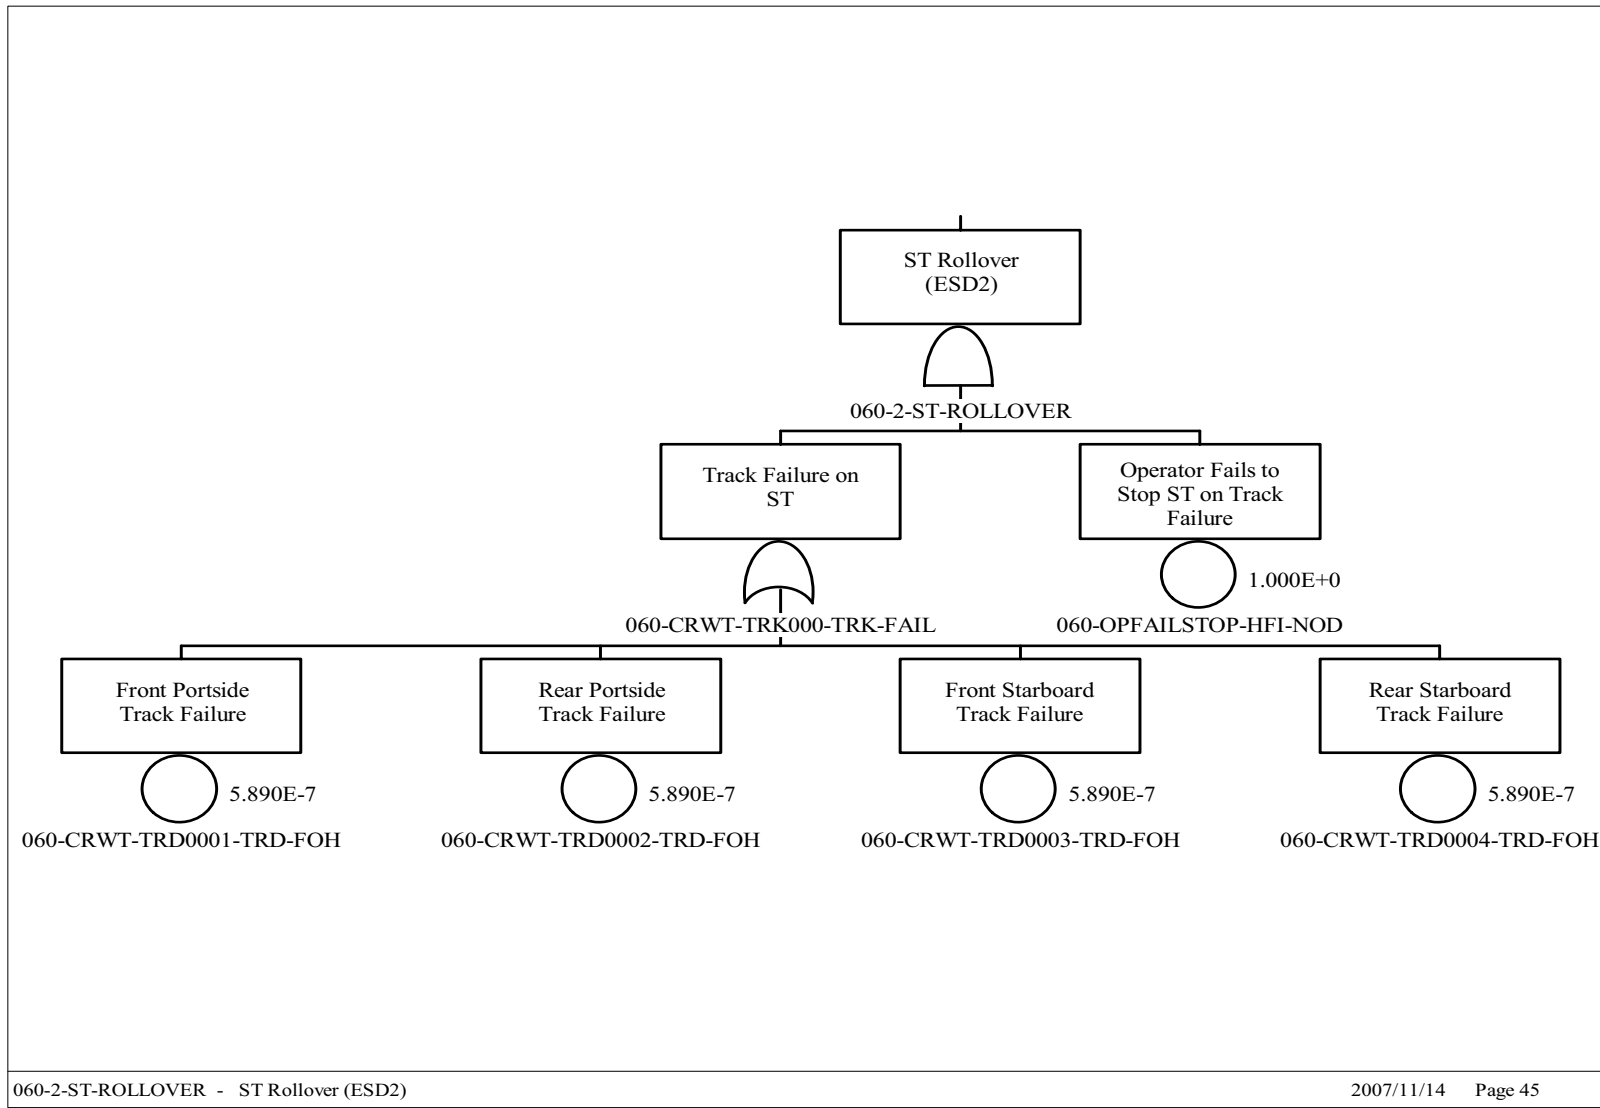 ST Rollover
(ESD2)
060-2-ST-ROLLOVER
Track Failure on
ST
Operator Fails to
Stop ST on Track
Failure
1.000E+0
060-CRWT-TRK000-TRK-FAIL
060-OPFAILSTOP-HFI-NOD
Front Portside
Track Failure
Rear Portside
Track Failure
Front Starboard
Track Failure
Rear Starboard
Track Failure
5.890E-7
5.890E-7
5.890E-7
5.890E-7
060-CRWT-TRD0001-TRD-FOH
060-CRWT-TRD0002-TRD-FOH
060-CRWT-TRD0003-TRD-FOH
060-CRWT-TRD0004-TRD-FOH
060-2-ST-ROLLOVER - ST Rollover (ESD2)
2007/11/14 Page 45